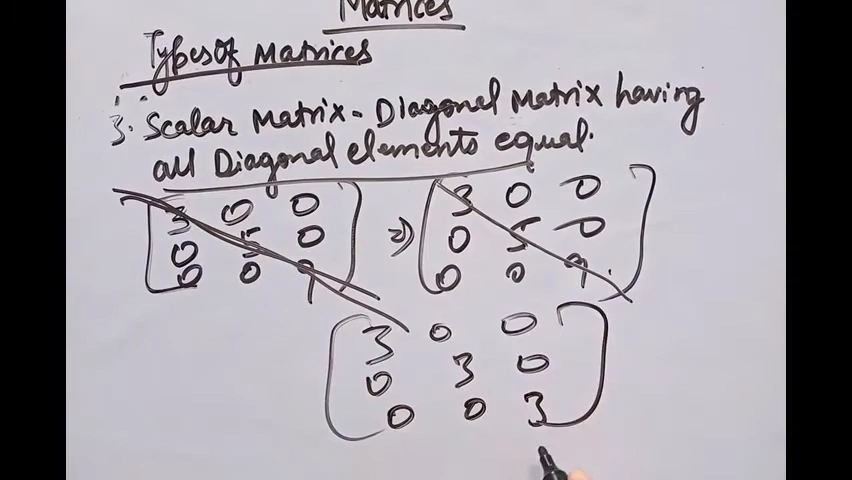 Matrices
Types of Matrices
3. Scalar Matrix - Diagonal Matrix having
all Diagonal elements equal.
3 0 0 ⇒ 3 0 0
0 5 0 0 5 0
0 0 9 0 0 9
3 0 0
0 3 0
0 0 3